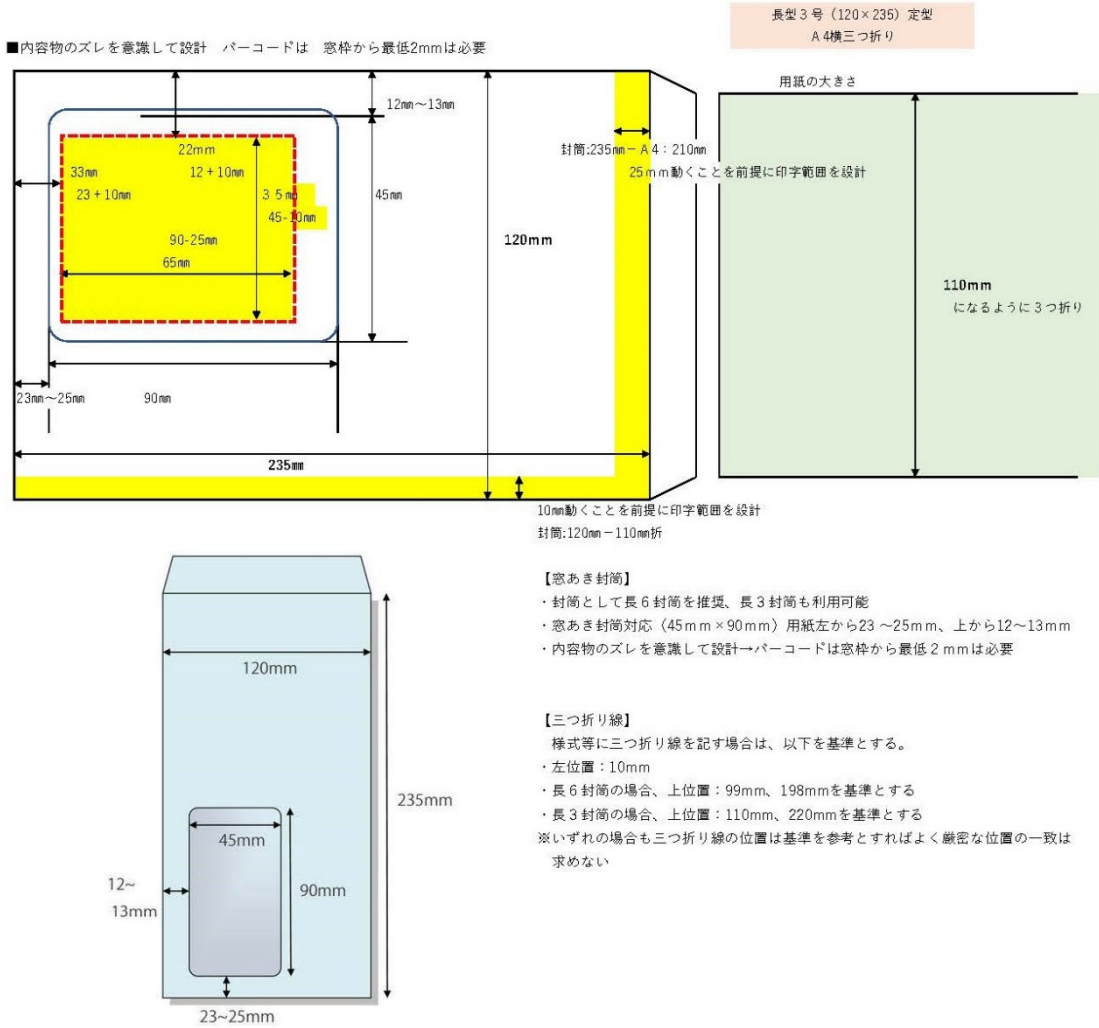 長型３号（120×235）定型
Ａ4横三つ折り
■内容物のズレを意識して設計　バーコードは　窓枠から最低2mmは必要
用紙の大きさ
12㎜～13㎜
封筒:235㎜－Ａ4：210㎜
25ｍｍ動くことを前提に印字範囲を設計
22mm
12＋10㎜
33㎜
23＋10㎜
３５㎜
45-10㎜
45㎜
90-25㎜
65㎜
120mm
110mm
になるように３つ折り
23㎜～25㎜
90㎜
235㎜
10㎜動くことを前提に印字範囲を設計
封筒:120㎜－110㎜折
【窓あき封筒】
・封筒として長６封筒を推奨、長３封筒も利用可能
・窓あき封筒対応（45ｍｍ×90ｍｍ）用紙左から23～25ｍｍ、上から12～13ｍｍ
・内容物のズレを意識して設計→バーコードは窓枠から最低２ｍｍは必要
【三つ折り線】
様式等に三つ折り線を記す場合は、以下を基準とする。
・左位置：10mm
・長６封筒の場合、上位置：99mm、198mmを基準とする
・長３封筒の場合、上位置：110mm、220mmを基準とする
※いずれの場合も三つ折り線の位置は基準を参考とすればよく厳密な位置の一致は
求めない
120mm
235mm
45mm
90mm
12~
13mm
23~25mm